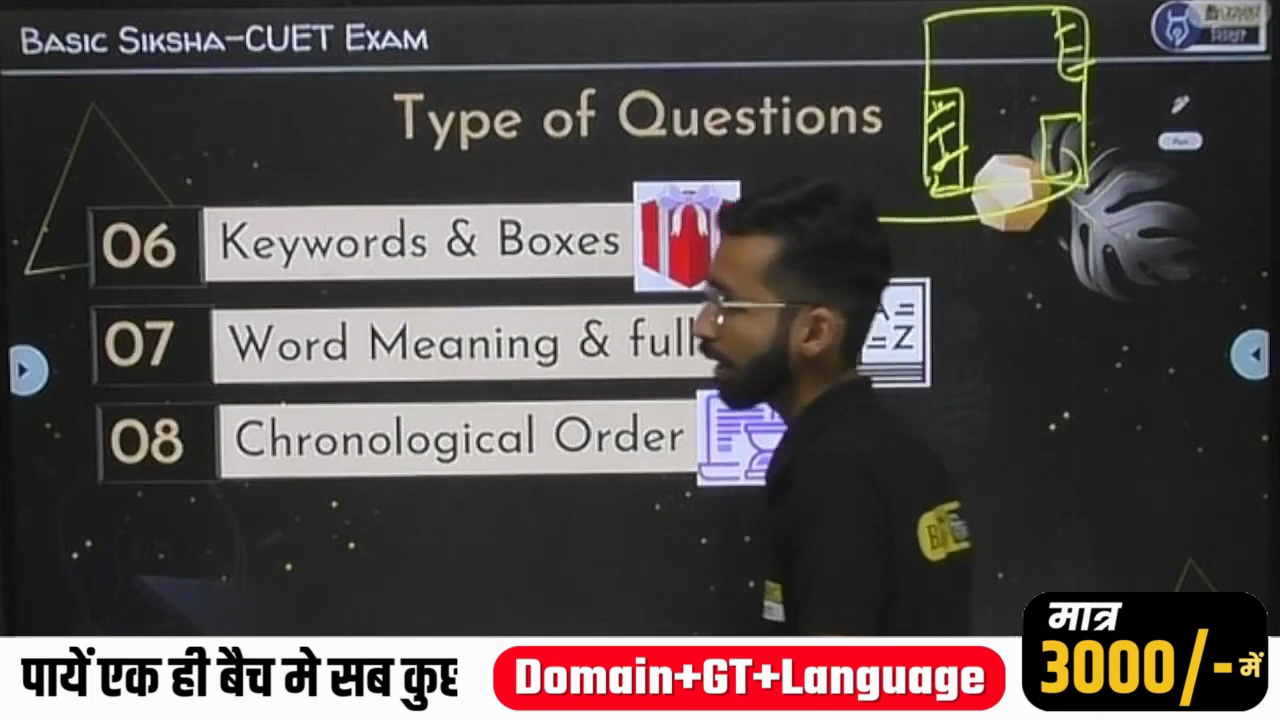 BASIC SIKSHA-CUET EXAM
Type of Questions
06 Keywords & Boxes
Pen
07 Word Meaning & full
A=
=Z
08 Chronological Order
मात्र
पायें एक ही बैच मे सब कुछ
Domain+GT+Language
3000/- में